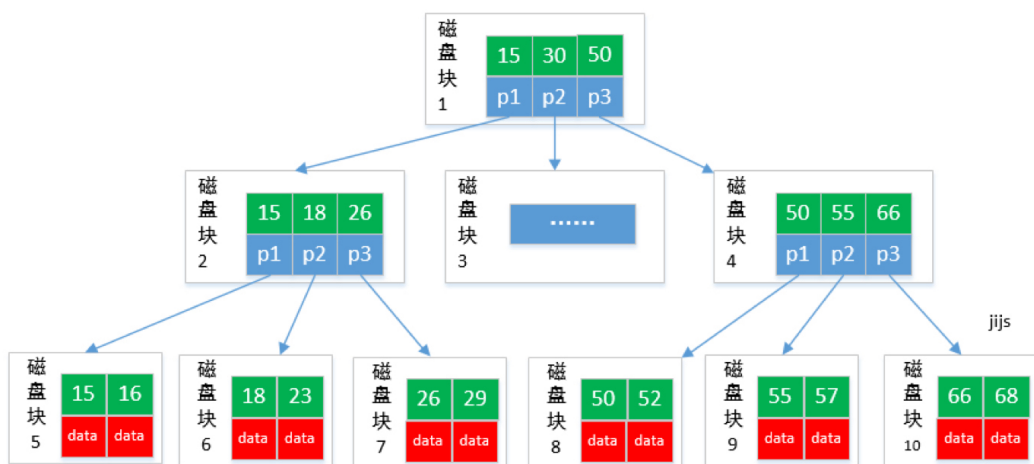 磁盘块1
15 30 50
p1 p2 p3
磁盘块2
15 18 26
p1 p2 p3
磁盘块3
......
磁盘块4
50 55 66
p1 p2 p3
jijs
磁盘块5
15 16
data data
磁盘块6
18 23
data data
磁盘块7
26 29
data data
磁盘块8
50 52
data data
磁盘块9
55 57
data data
磁盘块10
66 68
data data